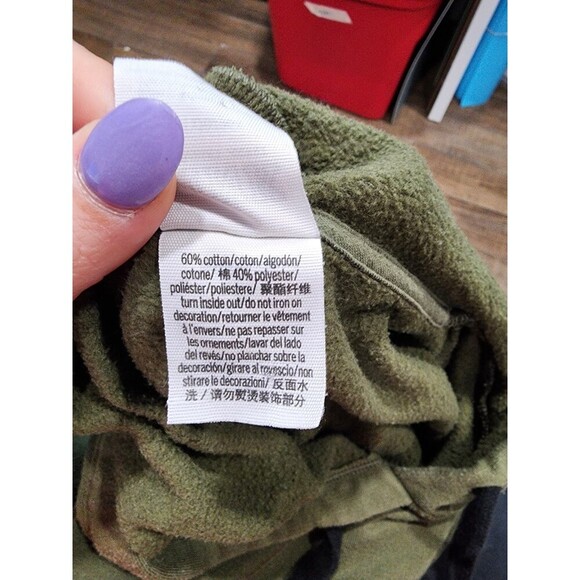 60% cotton/coton/algodón/
cotone/ 棉 40% polyester/
poliéster/poliestere/ 聚酯纤维
turn inside out/do not iron on
decoration/retourner le vêtement
à l'envers/ne pas repasser sur
les ornements/lavar del lado
del revés/no planchar sobre la
decoración/girare al rovescio/non
stirare le decorazioni/ 反面水
洗 / 请勿熨烫装饰部分